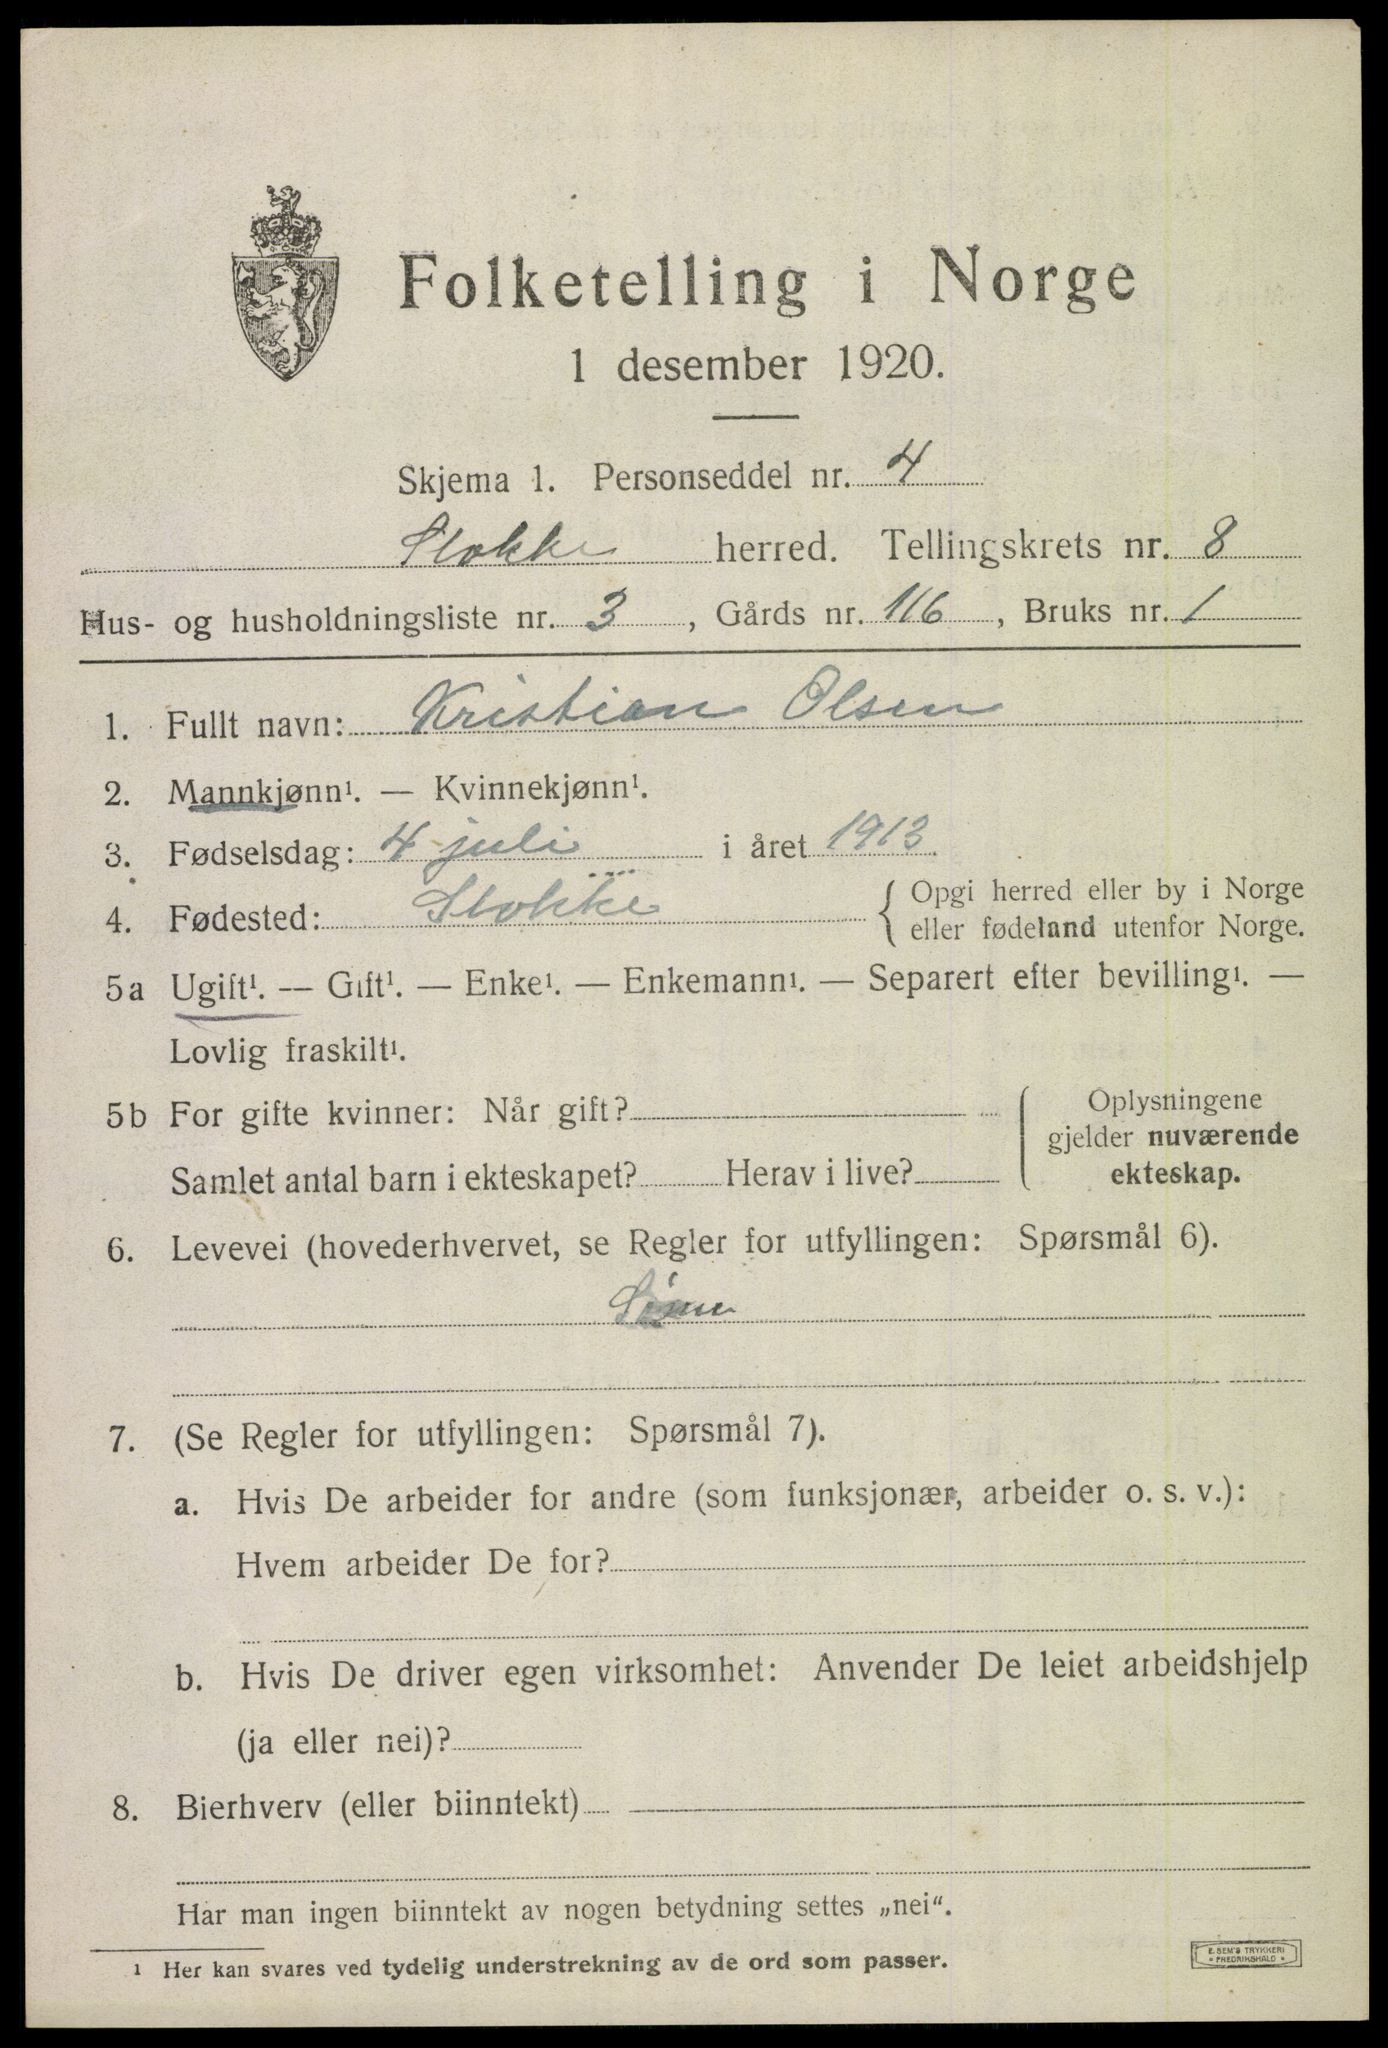 Folketelling i Norge
1 desember 1920.
Skjema 1. Personseddel nr. 4
Stokke herred. Tellingskrets nr. 8
Hus- og husholdningsliste nr. 3, Gårds nr. 116, Bruks nr. 1
1. Fullt navn: Kristian Olsen
2. Mannkjønn¹. — Kvinnekjønn¹.
3. Fødselsdag: 4 juli i året 1913.
4. Fødested: Stokke { Opgi herred eller by i Norge
eller fødeland utenfor Norge.
5a Ugift¹. — Gift¹. — Enke¹. — Enkemann¹. — Separert efter bevilling¹. —
Lovlig fraskilt¹.
5b For gifte kvinner: Når gift?
Samlet antal barn i ekteskapet? Herav i live?
Oplysningene
gjelder nuværende
ekteskap.
6. Levevei (hovederhvervet, se Regler for utfyllingen: Spørsmål 6).
7. (Se Regler for utfyllingen: Spørsmål 7).
a. Hvis De arbeider for andre (som funksjonær, arbeider o. s. v.):
Hvem arbeider De for?
b. Hvis De driver egen virksomhet: Anvender De leiet arbeidshjelp
(ja eller nei)?
8. Bierhverv (eller biinntekt)
Har man ingen biinntekt av nogen betydning settes „nei“.
¹ Her kan svares ved tydelig understrekning av de ord som passer.
E. SEM'S TRYKKERI
FREDRIKSHALD